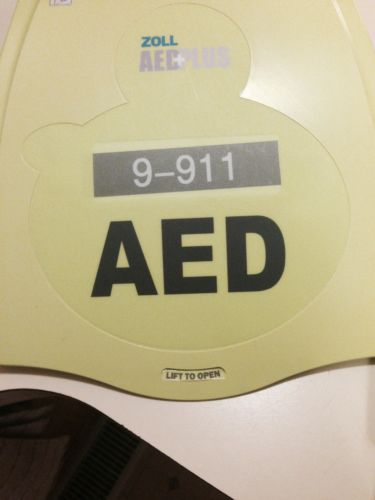 ZOLL
AED PLUS
9-911
AED
LIFT TO OPEN